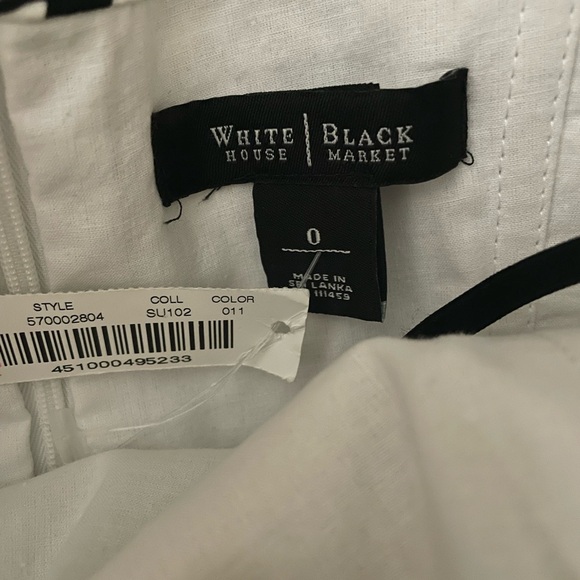 WHITE | BLACK
HOUSE | MARKET
0
MADE IN
SRI LANKA
111459
STYLE COLL COLOR
570002804 SU102 011
451000495233